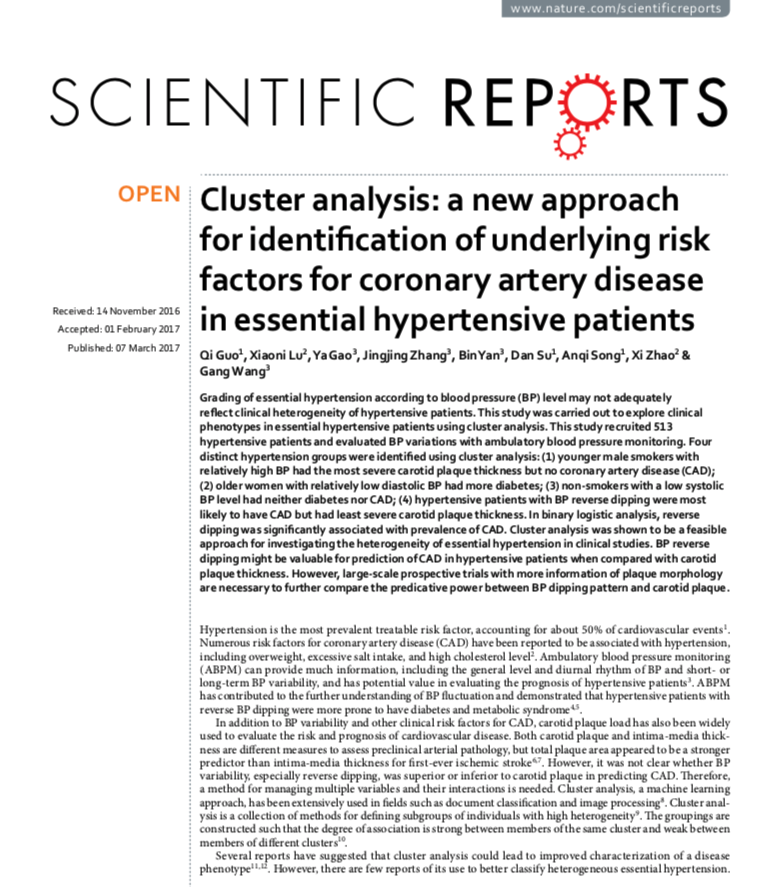 www.nature.com/scientificreports
SCIENTIFIC REPORTS
OPEN
Cluster analysis: a new approach
for identification of underlying risk
factors for coronary artery disease
in essential hypertensive patients
Received: 14 November 2016
Accepted: 01 February 2017
Published: 07 March 2017
Qi Guo1, Xiaoni Lu2, Ya Gao3, Jingjing Zhang3, Bin Yan3, Dan Su1, Anqi Song1, Xi Zhao2 &
Gang Wang3
Grading of essential hypertension according to blood pressure (BP) level may not adequately
reflect clinical heterogeneity of hypertensive patients. This study was carried out to explore clinical
phenotypes in essential hypertensive patients using cluster analysis. This study recruited 513
hypertensive patients and evaluated BP variations with ambulatory blood pressure monitoring. Four
distinct hypertension groups were identified using cluster analysis: (1) younger male smokers with
relatively high BP had the most severe carotid plaque thickness but no coronary artery disease (CAD);
(2) older women with relatively low diastolic BP had more diabetes; (3) non-smokers with a low systolic
BP level had neither diabetes nor CAD; (4) hypertensive patients with BP reverse dipping were most
likely to have CAD but had least severe carotid plaque thickness. In binary logistic analysis, reverse
dipping was significantly associated with prevalence of CAD. Cluster analysis was shown to be a feasible
approach for investigating the heterogeneity of essential hypertension in clinical studies. BP reverse
dipping might be valuable for prediction of CAD in hypertensive patients when compared with carotid
plaque thickness. However, large-scale prospective trials with more information of plaque morphology
are necessary to further compare the predicative power between BP dipping pattern and carotid plaque.
Hypertension is the most prevalent treatable risk factor, accounting for about 50% of cardiovascular events1.
Numerous risk factors for coronary artery disease (CAD) have been reported to be associated with hypertension,
including overweight, excessive salt intake, and high cholesterol level2. Ambulatory blood pressure monitoring
(ABPM) can provide much information, including the general level and diurnal rhythm of BP and short- or
long-term BP variability, and has potential value in evaluating the prognosis of hypertensive patients3. ABPM
has contributed to the further understanding of BP fluctuation and demonstrated that hypertensive patients with
reverse BP dipping were more prone to have diabetes and metabolic syndrome4,5.
In addition to BP variability and other clinical risk factors for CAD, carotid plaque load has also been widely
used to evaluate the risk and prognosis of cardiovascular disease. Both carotid plaque and intima-media thick-
ness are different measures to assess preclinical arterial pathology, but total plaque area appeared to be a stronger
predictor than intima-media thickness for first-ever ischemic stroke6,7. However, it was not clear whether BP
variability, especially reverse dipping, was superior or inferior to carotid plaque in predicting CAD. Therefore,
a method for managing multiple variables and their interactions is needed. Cluster analysis, a machine learning
approach, has been extensively used in fields such as document classification and image processing8. Cluster anal-
ysis is a collection of methods for defining subgroups of individuals with high heterogeneity9. The groupings are
constructed such that the degree of association is strong between members of the same cluster and weak between
members of different clusters10.
Several reports have suggested that cluster analysis could lead to improved characterization of a disease
phenotype11,12. However, there are few reports of its use to better classify heterogeneous essential hypertension.